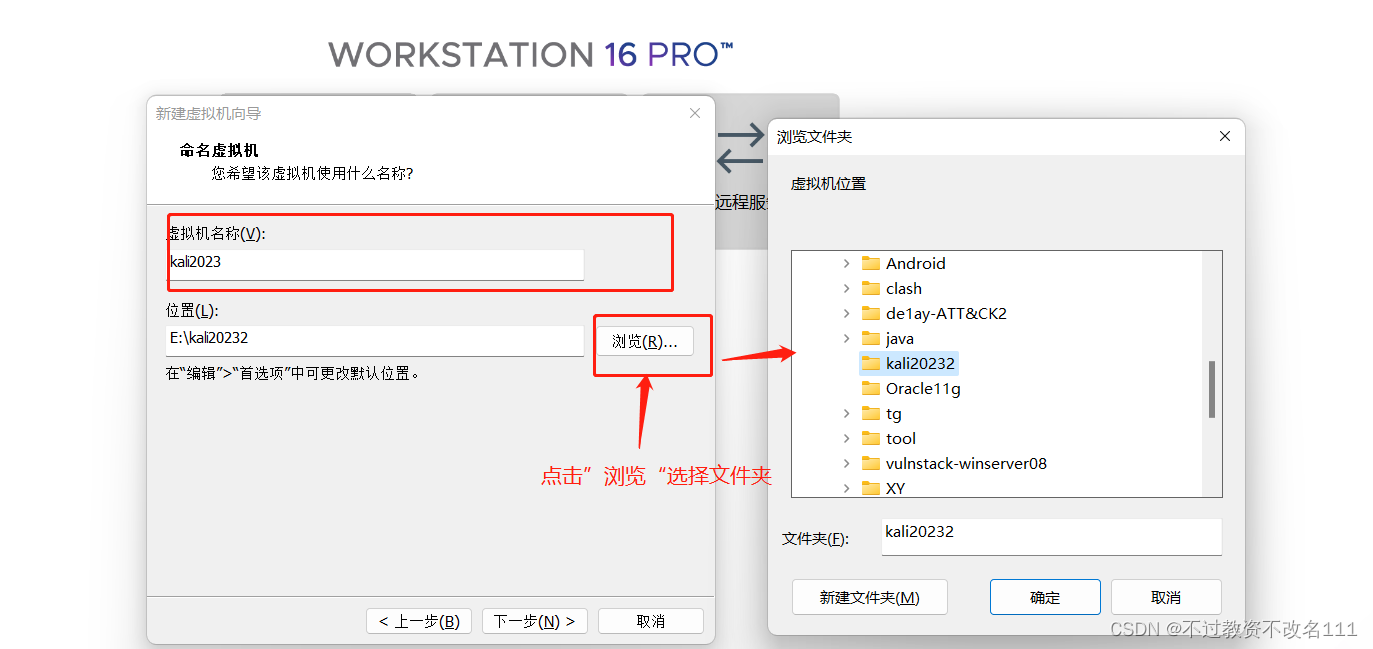 WORKSTATION 16 PRO™
新建虚拟机向导
命名虚拟机
您希望该虚拟机使用什么名称?
虚拟机名称(V):
kali2023
位置(L):
E:\kali20232
浏览(R)...
在“编辑”>“首选项”中可更改默认位置。
点击”浏览“选择文件夹
< 上一步(B)
下一步(N) >
取消
远程服
浏览文件夹
虚拟机位置
Android
clash
de1ay-ATT&CK2
java
kali20232
Oracle11g
tg
tool
vulnstack-winserver08
XY
文件夹(F):
kali20232
新建文件夹(M)
确定
取消
CSDN @不过教资不改名111